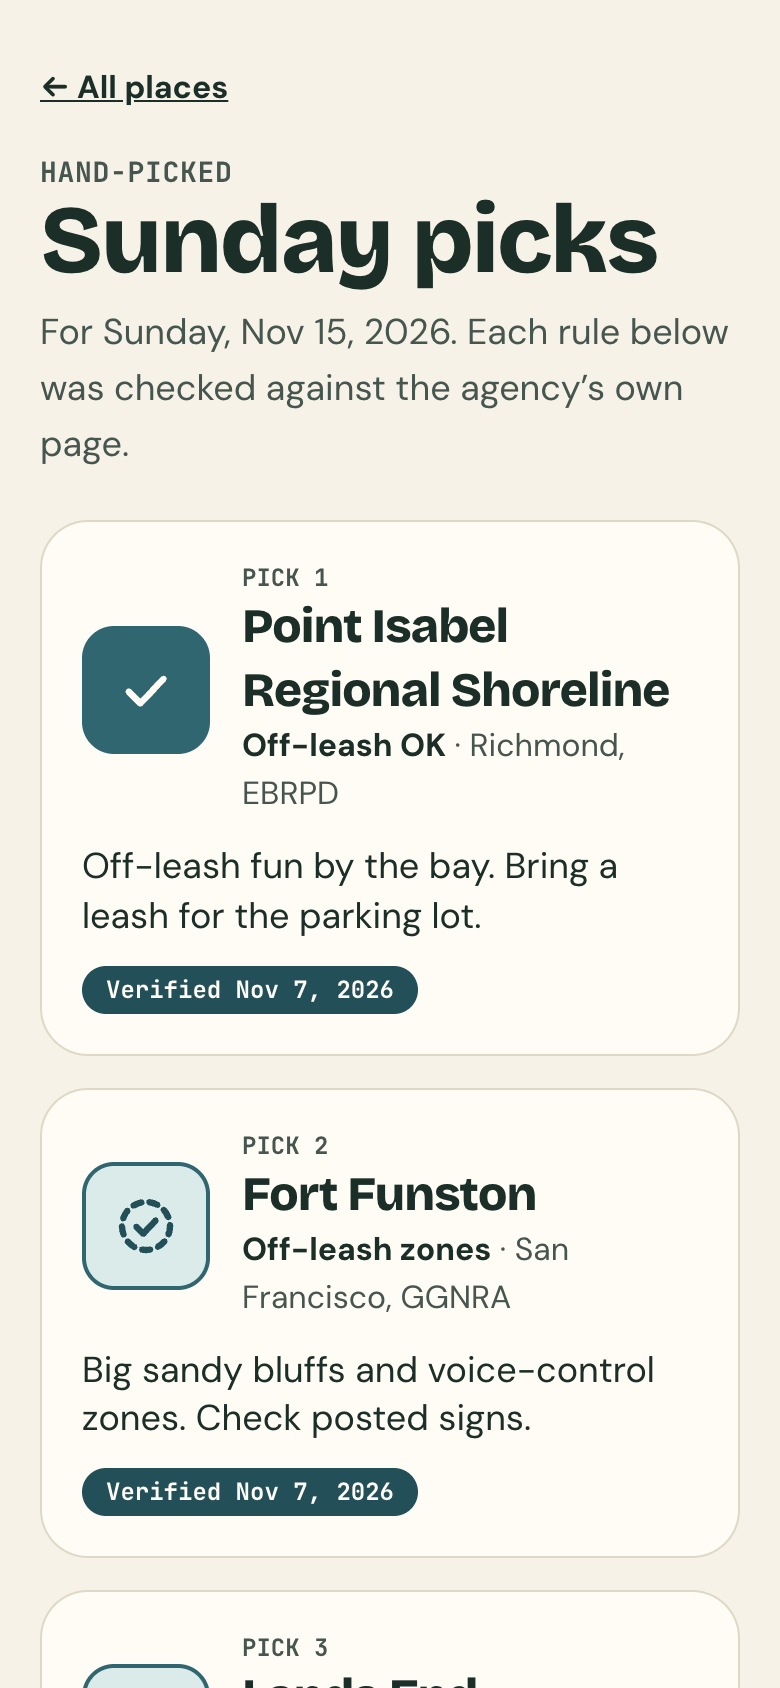 ← All places
HAND-PICKED
Sunday picks
For Sunday, Nov 15, 2026. Each rule below
was checked against the agency’s own
page.
PICK 1
Point Isabel
Regional Shoreline
Off-leash OK · Richmond,
EBRPD
Off-leash fun by the bay. Bring a
leash for the parking lot.
Verified Nov 7, 2026
PICK 2
Fort Funston
Off-leash zones · San
Francisco, GGNRA
Big sandy bluffs and voice-control
zones. Check posted signs.
Verified Nov 7, 2026
PICK 3
Lands End